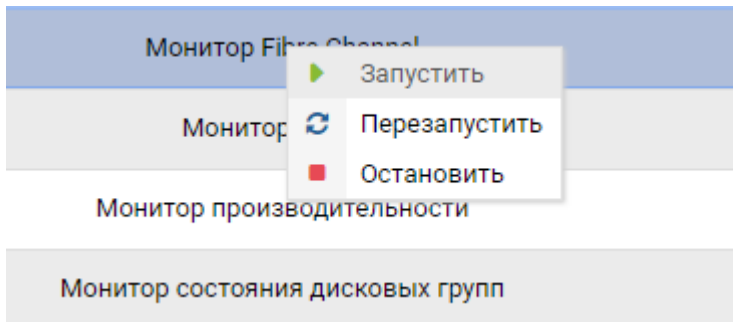 Монитор Fibre Channel
Запустить
Монитор
Перезапустить
Остановить
Монитор производительности
Монитор состояния дисковых групп